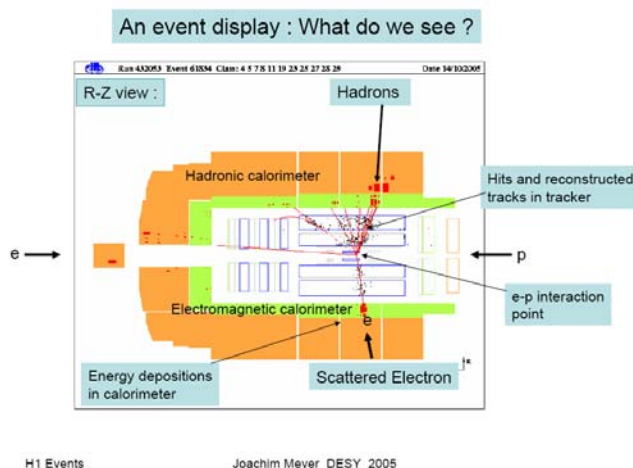 An event display : What do we see ?
Run 432053 Event 61834 Class: 4 5 7 8 11 19 23 25 27 28 29 Date 14/10/2005
R-Z view :
Hadrons
Hadronic calorimeter
Hits and reconstructed
tracks in tracker
e
p
e-p interaction
point
Electromagnetic calorimeter
e
Energy depositions
in calorimeter
Scattered Electron
H1 Events
Joachim Meyer DESY 2005